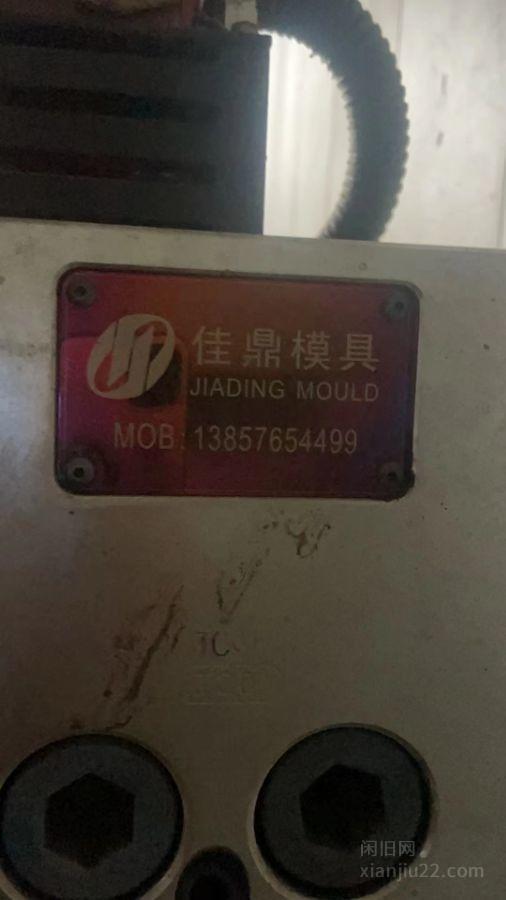 佳鼎模具
JIADING MOULD
MOB: 13857654499
闲旧网
xianjiu22.com